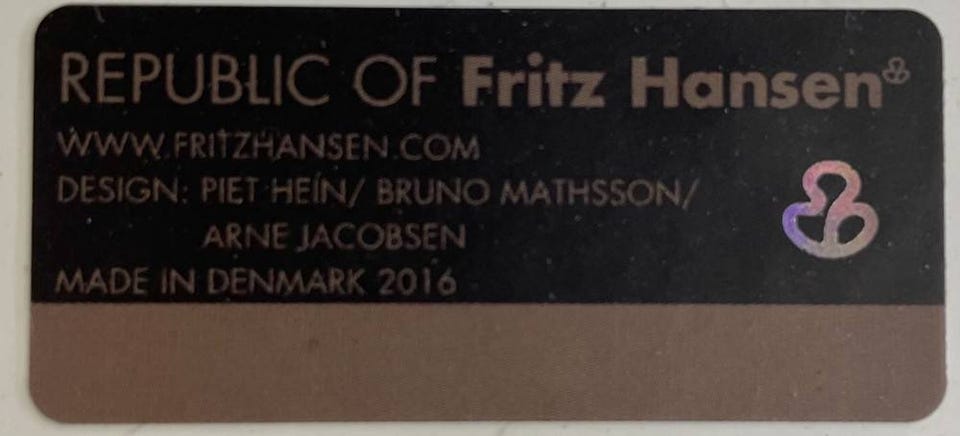 REPUBLIC OF Fritz Hansen
WWW.FRITZHANSEN.COM
DESIGN: PIET HEIN/ BRUNO MATHSSON/
ARNE JACOBSEN
MADE IN DENMARK 2016